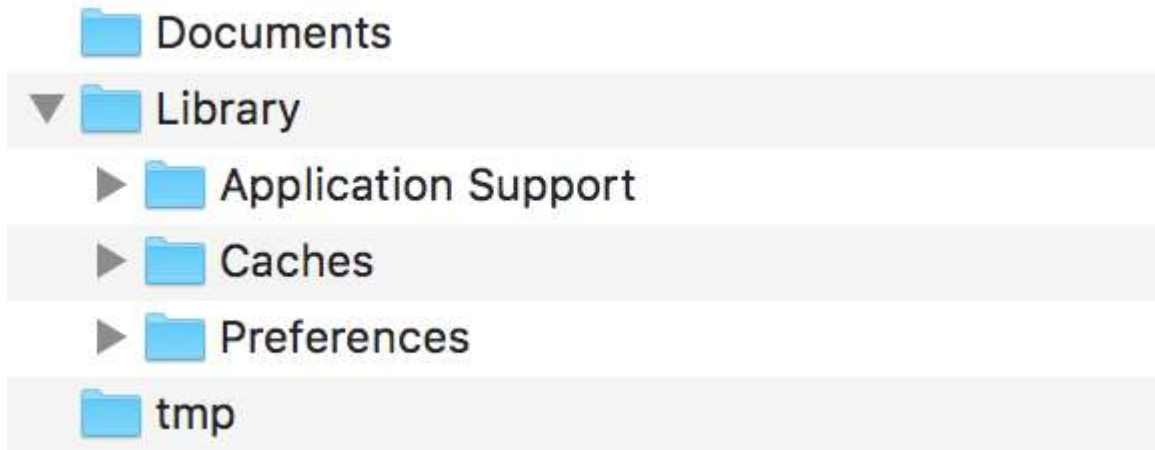 Documents
Library
Application Support
Caches
Preferences
tmp